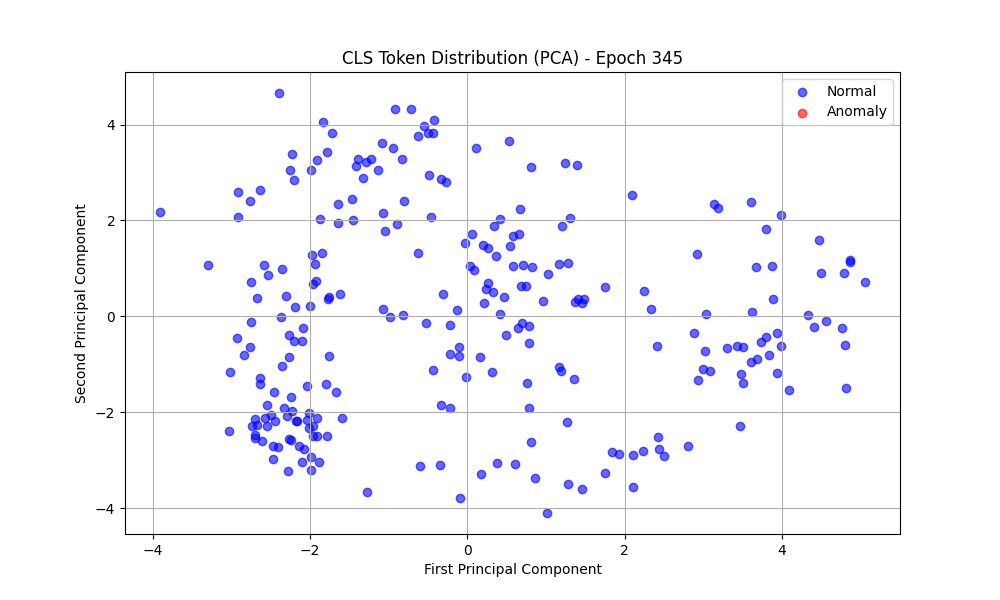 CLS Token Distribution (PCA) - Epoch 345
Normal
Anomaly
4
2
0
−2
−4
Second Principal Component
−4
−2
0
2
4
First Principal Component